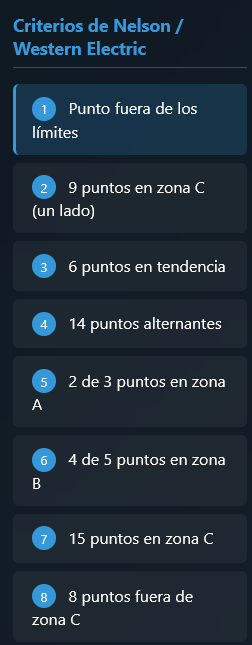 Criterios de Nelson /
Western Electric
1 Punto fuera de los
límites
2 9 puntos en zona C
(un lado)
3 6 puntos en tendencia
4 14 puntos alternantes
5 2 de 3 puntos en zona
A
6 4 de 5 puntos en zona
B
7 15 puntos en zona C
8 8 puntos fuera de
zona C